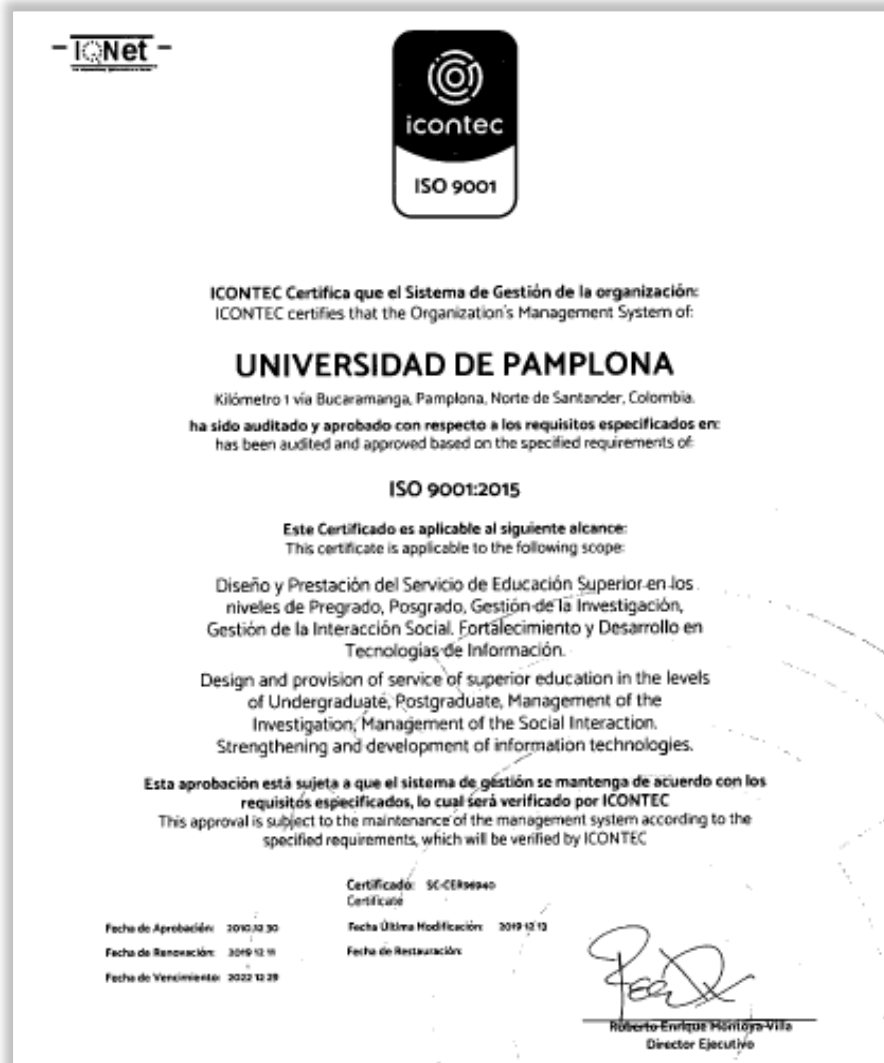 IQNet
icontec
ISO 9001
ICONTEC Certifica que el Sistema de Gestión de la organización:
ICONTEC certifies that the Organization's Management System of:
UNIVERSIDAD DE PAMPLONA
Kilómetro 1 vía Bucaramanga, Pamplona, Norte de Santander, Colombia.
ha sido auditado y aprobado con respecto a los requisitos especificados en:
has been audited and approved based on the specified requirements of:
ISO 9001:2015
Este Certificado es aplicable al siguiente alcance:
This certificate is applicable to the following scope:
Diseño y Prestación del Servicio de Educación Superior en los
niveles de Pregrado, Posgrado, Gestión de la Investigación,
Gestión de la Interacción Social. Fortalecimiento y Desarrollo en
Tecnologías de Información.
Design and provision of service of superior education in the levels
of Undergraduate, Postgraduate, Management of the
Investigation, Management of the Social Interaction.
Strengthening and development of information technologies.
Esta aprobación está sujeta a que el sistema de gestión se mantenga de acuerdo con los
requisitos especificados, lo cual será verificado por ICONTEC
This approval is subject to the maintenance of the management system according to the
specified requirements, which will be verified by ICONTEC
Certificado:
Certificate
Fecha de Aprobación: 2010 12 30
Fecha Última Modificación: 2019 12 13
Fecha de Renovación: 2019 12 11
Fecha de Restauración:
Fecha de Vencimiento: 2022 12 29
Roberto Enrique Montoya Villa
Director Ejecutivo